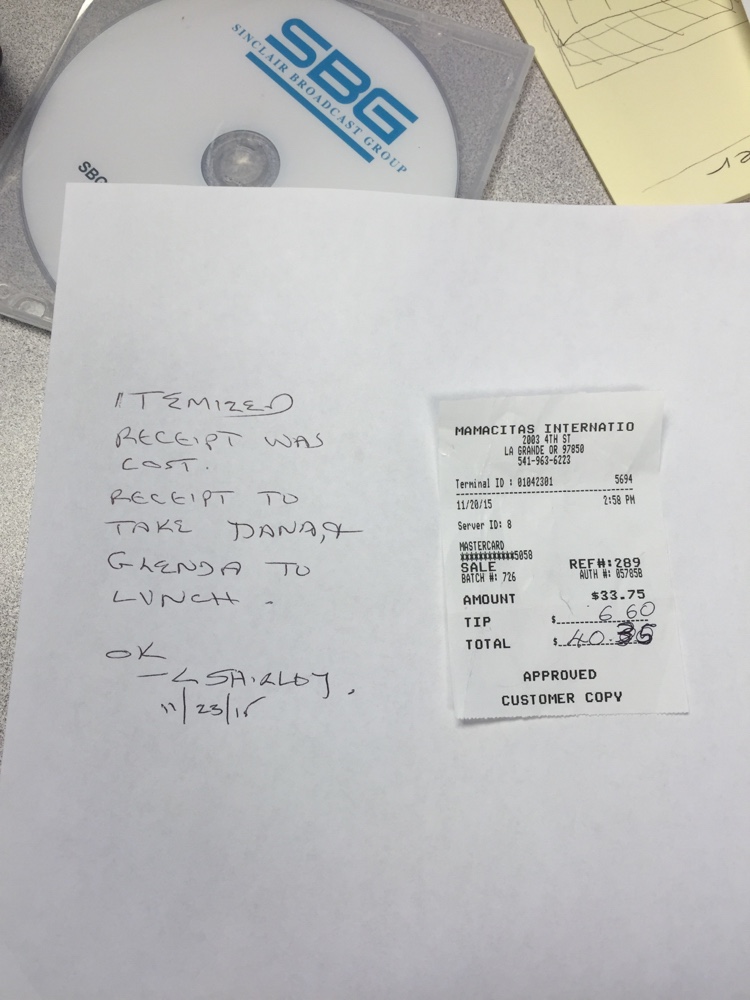 SBG
SINCLAIR BROADCAST GROUP
SBG
ITEMIZED
RECEIPT WAS
COST.
RECEIPT TO
TAKE DANA, &
GLENDA TO
LUNCH.
OK
11/23/15
MAMACITAS INTERNATIO
2003 4TH ST
LA GRANDE OR 97850
541-963-6223
Terminal ID : 01042301 5694
11/20/15 2:58 PM
Server ID: 8
MASTERCARD
************5058
SALE REF#:289
BATCH #: 726 AUTH #: 057858
AMOUNT $33.75
TIP $ 6.60
TOTAL $ 40.35
APPROVED
CUSTOMER COPY